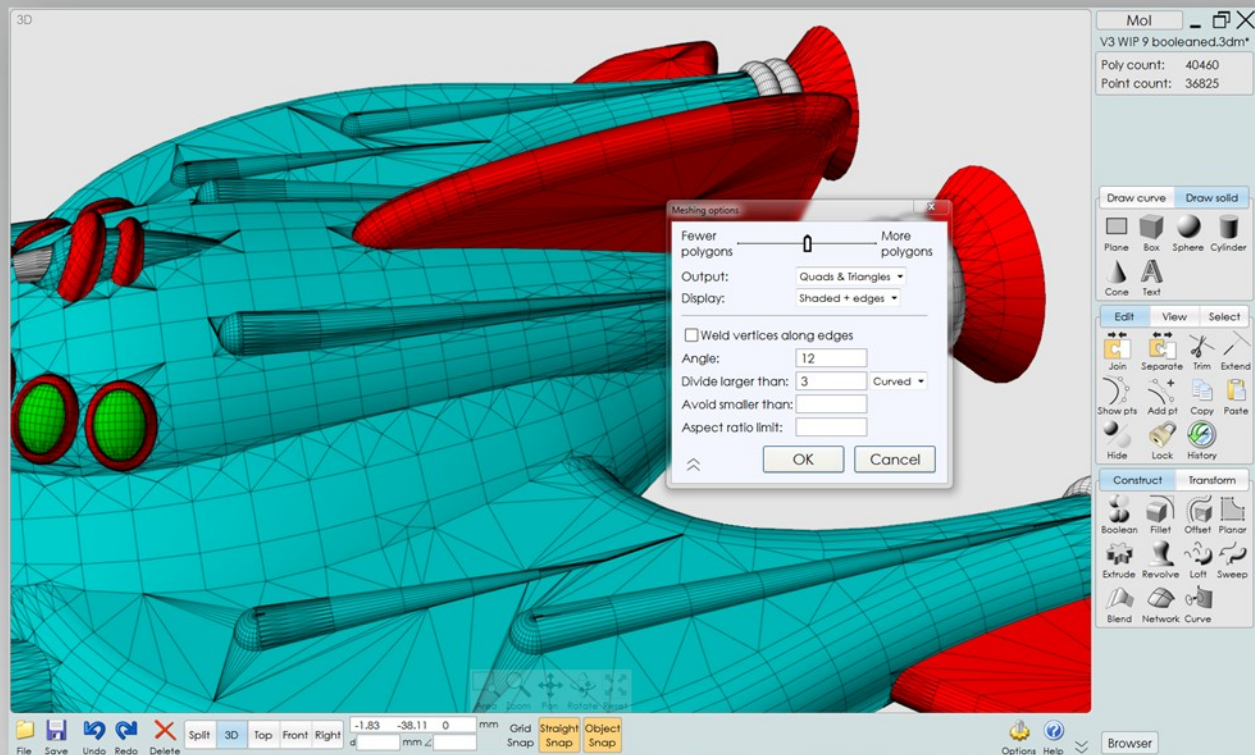 3D
MoI
V3 WIP 9 booleaned.3dm*
Poly count: 40460
Point count: 36825
Draw curve Draw solid
Plane Box Sphere Cylinder
Cone Text
Edit View Select
Join Separate Trim Extend
Show pts Add pt Copy Paste
Hide Lock History
Construct Transform
Boolean Fillet Offset Planar
Extrude Revolve Loft Sweep
Blend Network Curve
Meshing options
Fewer polygons More polygons
Output: Quads & Triangles
Display: Shaded + edges
Weld vertices along edges
Angle: 12
Divide larger than: 3 Curved
Avoid smaller than:
Aspect ratio limit:
OK Cancel
Area Zoom Pan Rotate Reset
File Save Undo Redo Delete
Split 3D Top Front Right
-1.83 -38.11 0 mm
d mm
Grid Snap Straight Snap Object Snap
Options Help
Browser